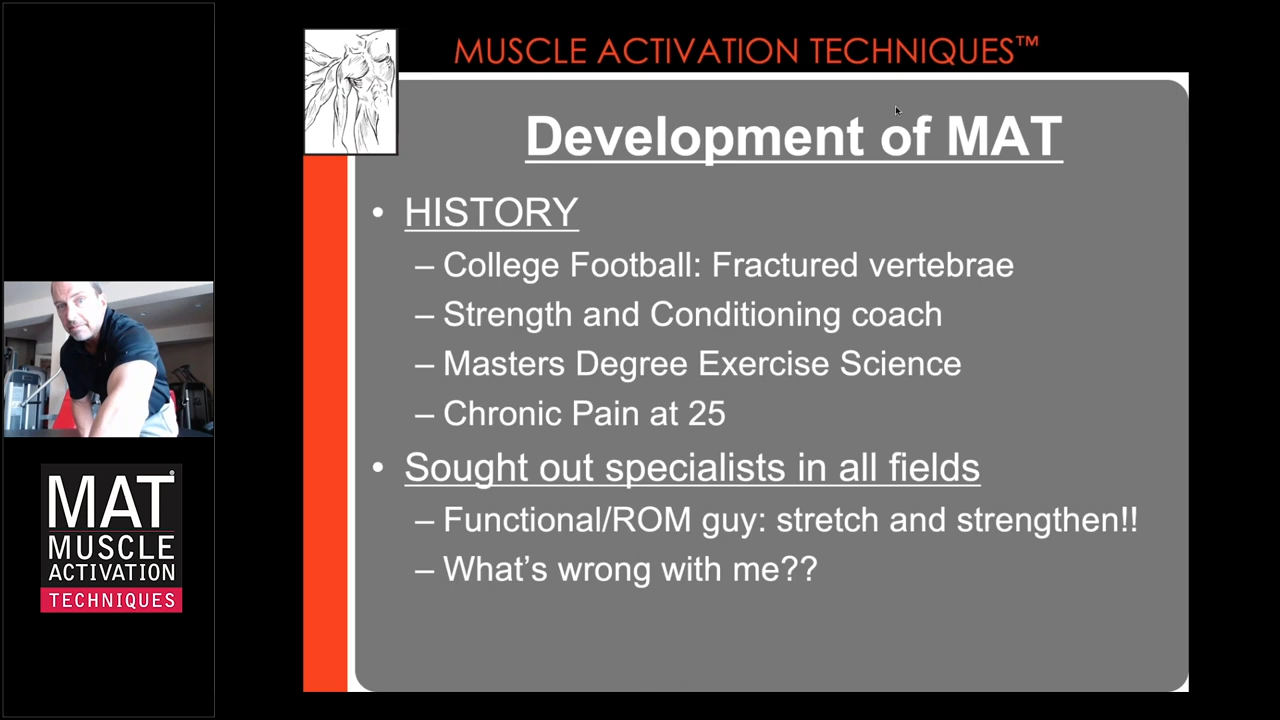 MUSCLE ACTIVATION TECHNIQUES™
Development of MAT
• HISTORY
– College Football: Fractured vertebrae
– Strength and Conditioning coach
– Masters Degree Exercise Science
– Chronic Pain at 25
• Sought out specialists in all fields
– Functional/ROM guy: stretch and strengthen!!
– What's wrong with me??
MAT®
MUSCLE
ACTIVATION
TECHNIQUES